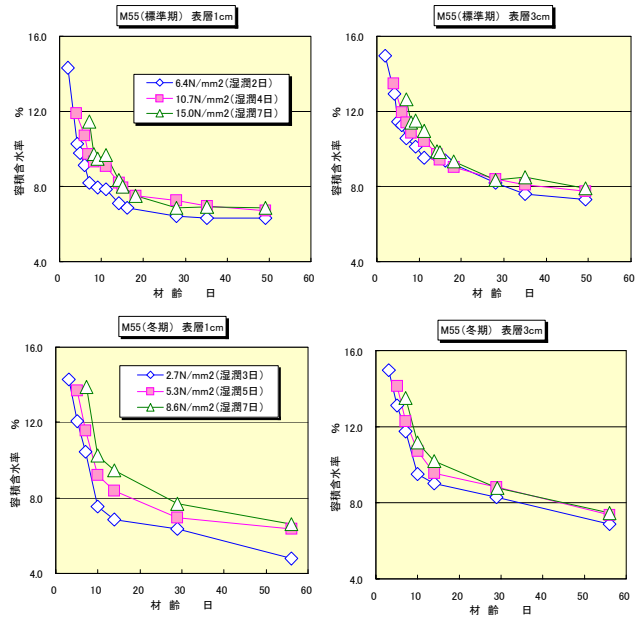 M55(標準期) 表層1cm
16.0
12.0
8.0
4.0
容積含水率 %
6.4N/mm2(湿潤2日)
10.7N/mm2(湿潤4日)
15.0N/mm2(湿潤7日)
0 10 20 30 40 50 60
材 齢 日
M55(標準期) 表層3cm
16.0
12.0
8.0
4.0
容積含水率 %
0 10 20 30 40 50 60
材 齢 日
M55(冬期) 表層1cm
16.0
12.0
8.0
4.0
容積含水率 %
2.7N/mm2(湿潤3日)
5.3N/mm2(湿潤5日)
8.6N/mm2(湿潤7日)
0 10 20 30 40 50 60
材 齢 日
M55(冬期) 表層3cm
16.0
12.0
8.0
4.0
容積含水率 %
0 10 20 30 40 50 60
材 齢 日